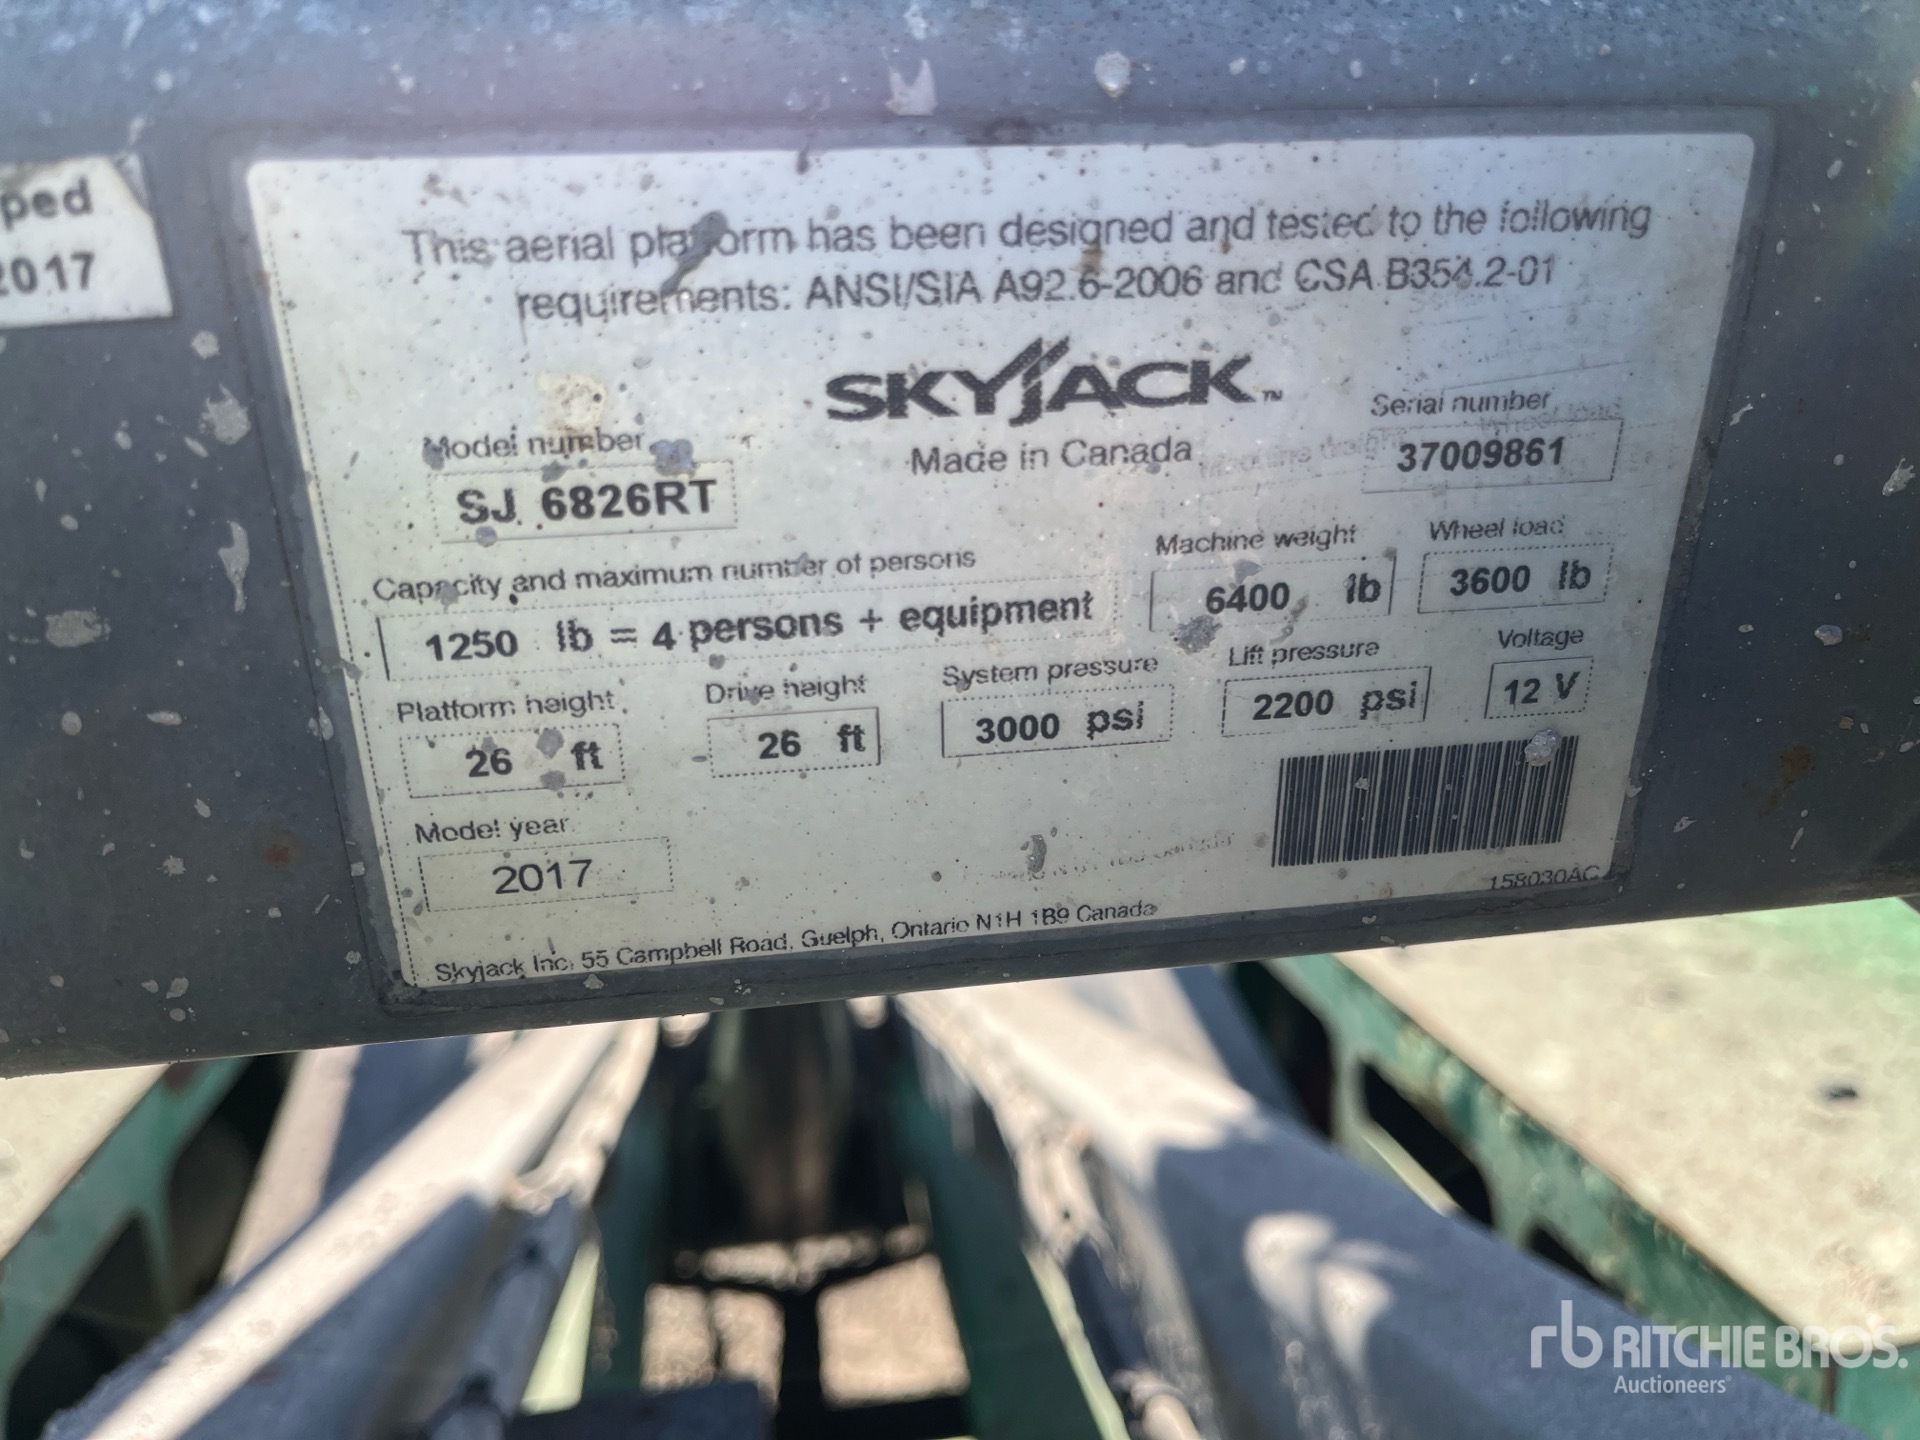 pped
2017
This aerial platform has been designed and tested to the following
requirements: ANSI/SIA A92.6-2006 and CSA B354.2-01
SKYJACK™
Made in Canada
Serial number
37009861
Model number
SJ 6826RT
Capacity and maximum number of persons
1250 lb = 4 persons + equipment
Machine weight
6400 lb
Wheel load
3600 lb
Platform height
26 ft
Drive height
26 ft
System pressure
3000 psi
Lift pressure
2200 psi
Voltage
12 V
Model year
2017
158030AC
Skyjack Inc. 55 Campbell Road, Guelph, Ontario N1H 1B9 Canada
rb RITCHIE BROS.
Auctioneers